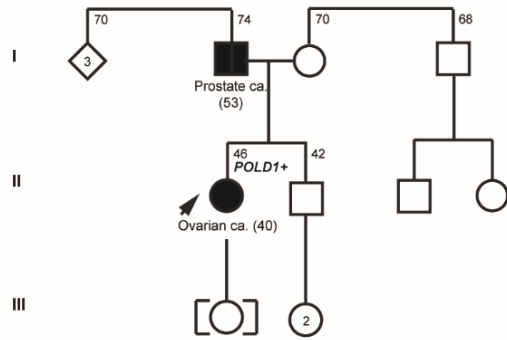 70 74 70 68
I
3
Prostate ca.
(53)
46 42
POLD1+
II
Ovarian ca. (40)
III
2